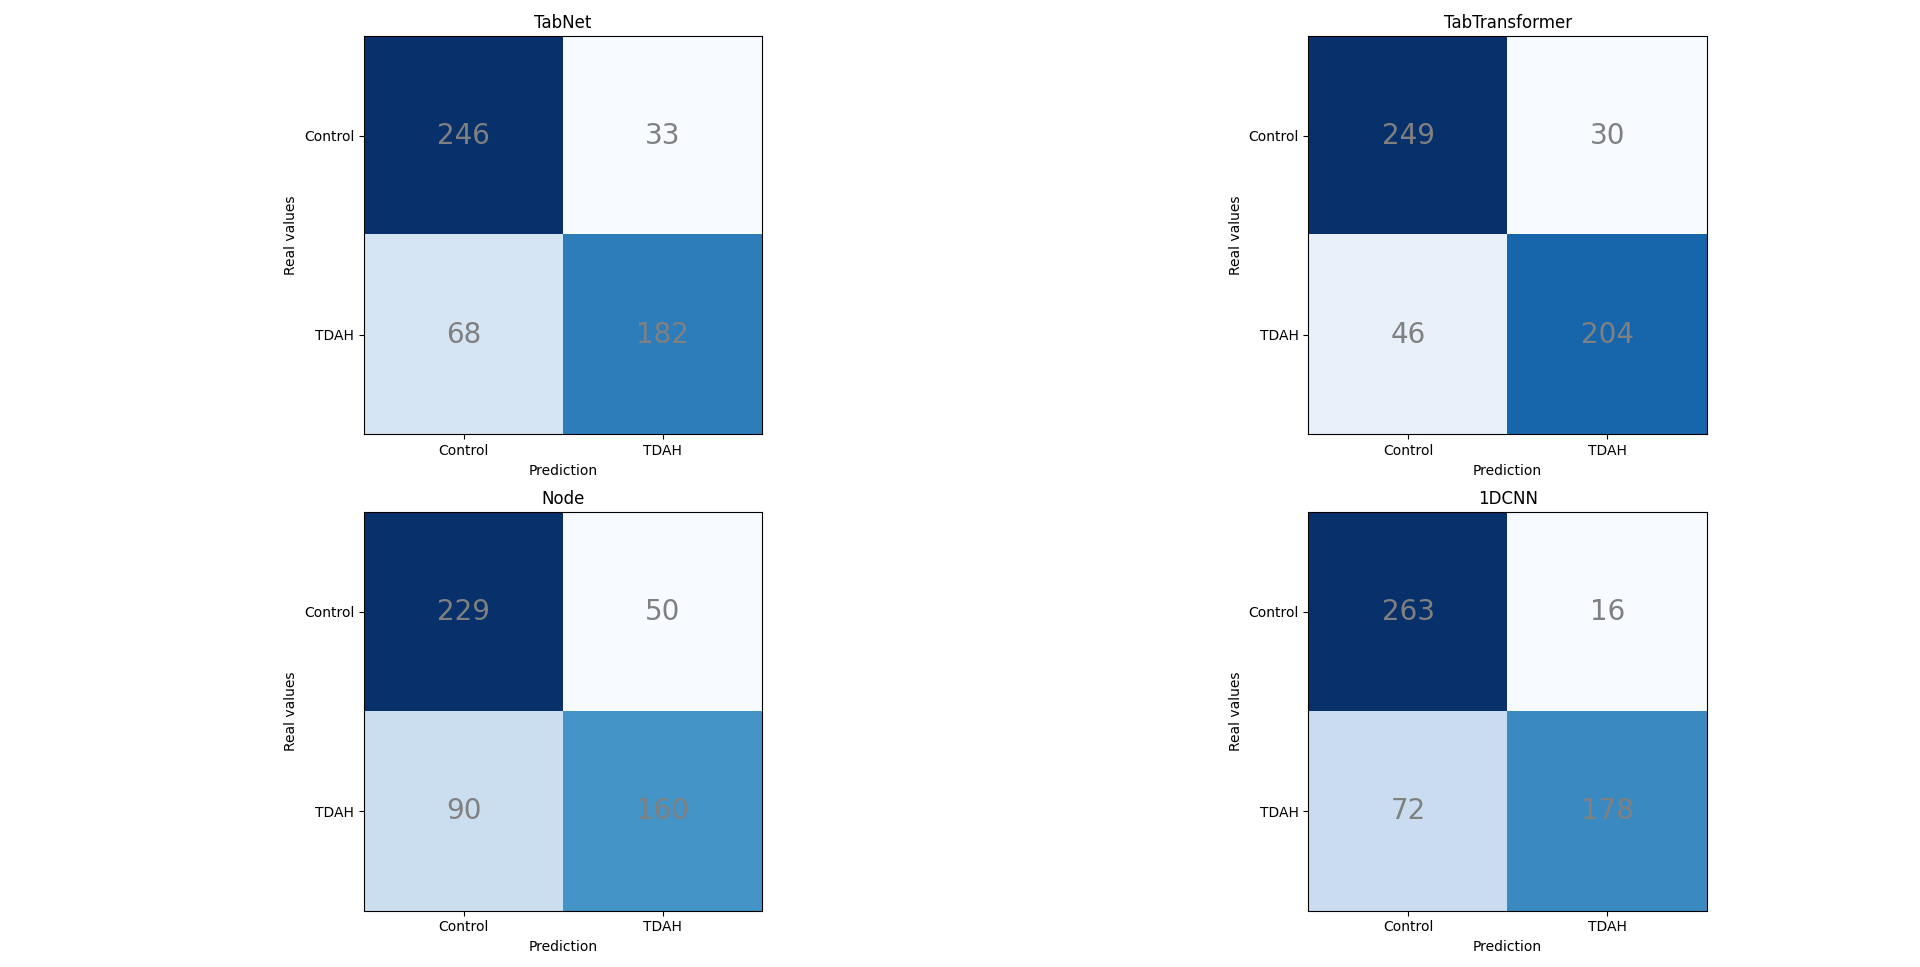 TabNet
Control 246 33
Real values
TDAH 68 182
Control TDAH
Prediction
TabTransformer
Control 249 30
Real values
TDAH 46 204
Control TDAH
Prediction
Node
Control 229 50
Real values
TDAH 90 160
Control TDAH
Prediction
1DCNN
Control 263 16
Real values
TDAH 72 178
Control TDAH
Prediction